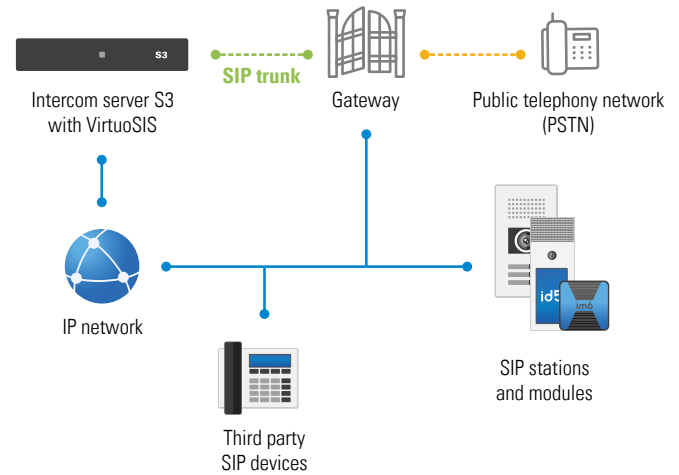 S3
SIP trunk
Intercom server S3
with VirtuoSIS
Gateway
Public telephony network
(PSTN)
IP network
id5
im6
SIP stations
and modules
Third party
SIP devices